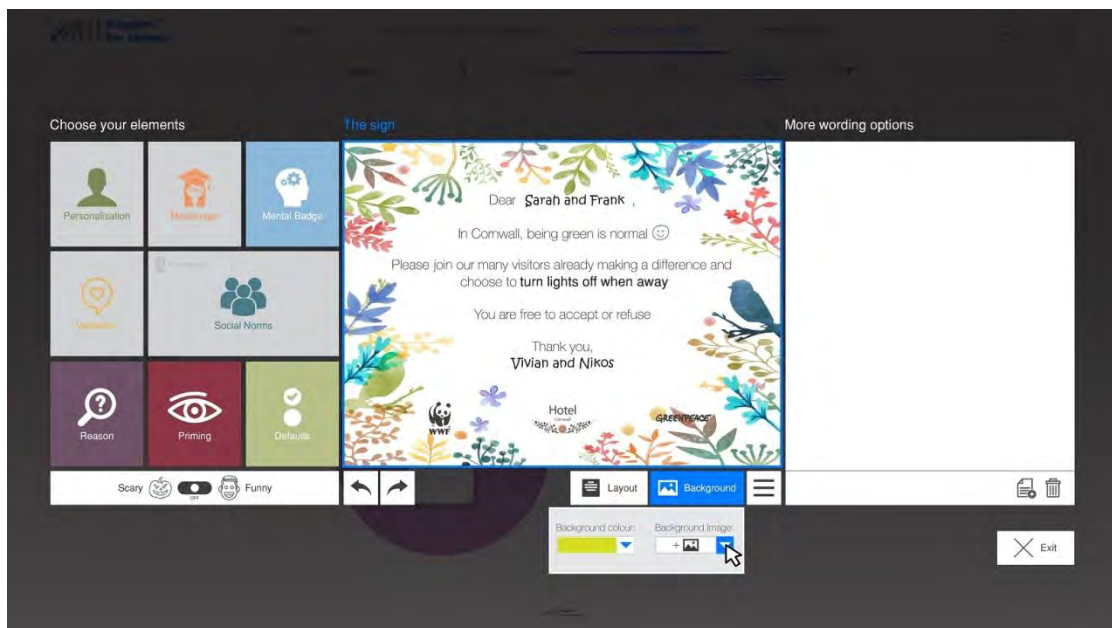 Choose your elements
The sign
More wording options
Personalisation
Messenger
Mental Badge
Social Norms
Reason
Priming
Defaults
Dear Sarah and Frank ,
In Cornwall, being green is normal
Please join our many visitors already making a difference and
choose to turn lights off when away
You are free to accept or refuse
Thank you,
Vivian and Nikos
WWF
Hotel
Cornwall
GREENPEACE
Scary
OFF
Funny
Layout
Background
Background colour:
Background image:
+
Exit